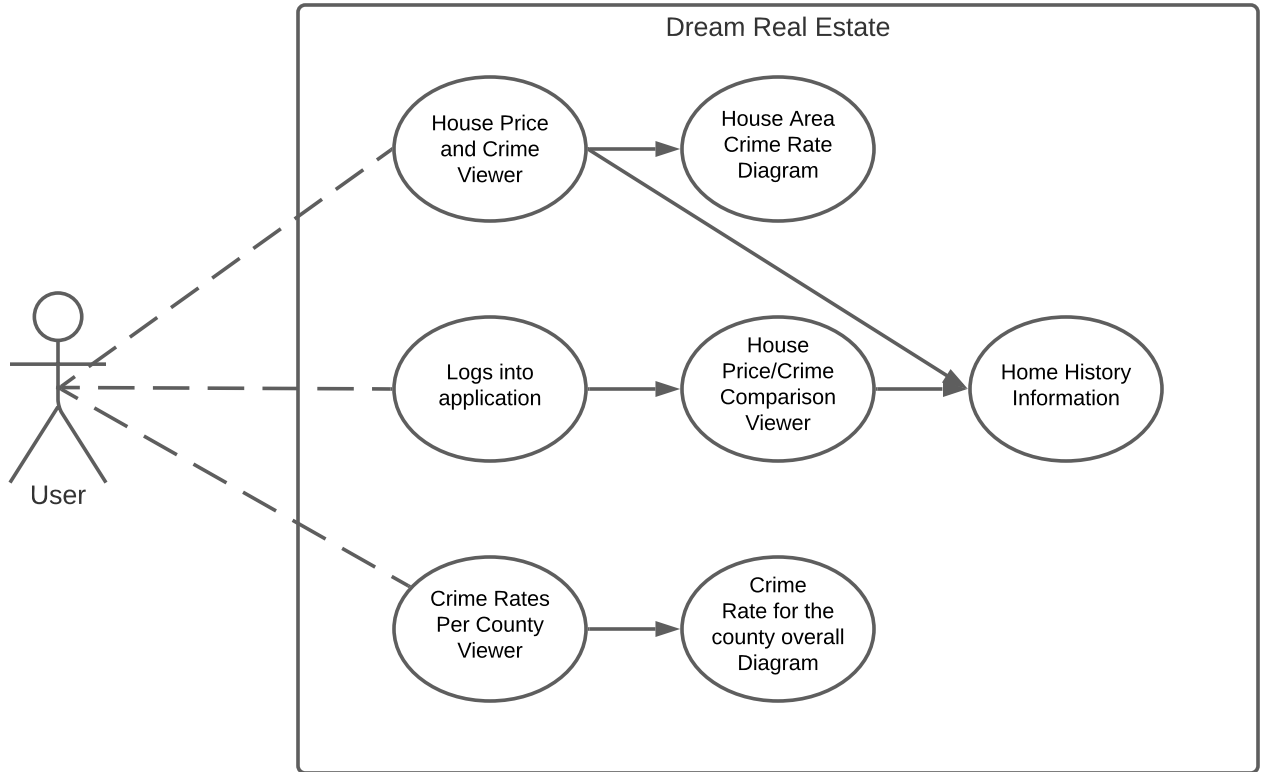 Dream Real Estate
House Price
and Crime
Viewer
House Area
Crime Rate
Diagram
Logs into
application
House
Price/Crime
Comparison
Viewer
Home History
Information
User
Crime Rates
Per County
Viewer
Crime
Rate for the
county overall
Diagram